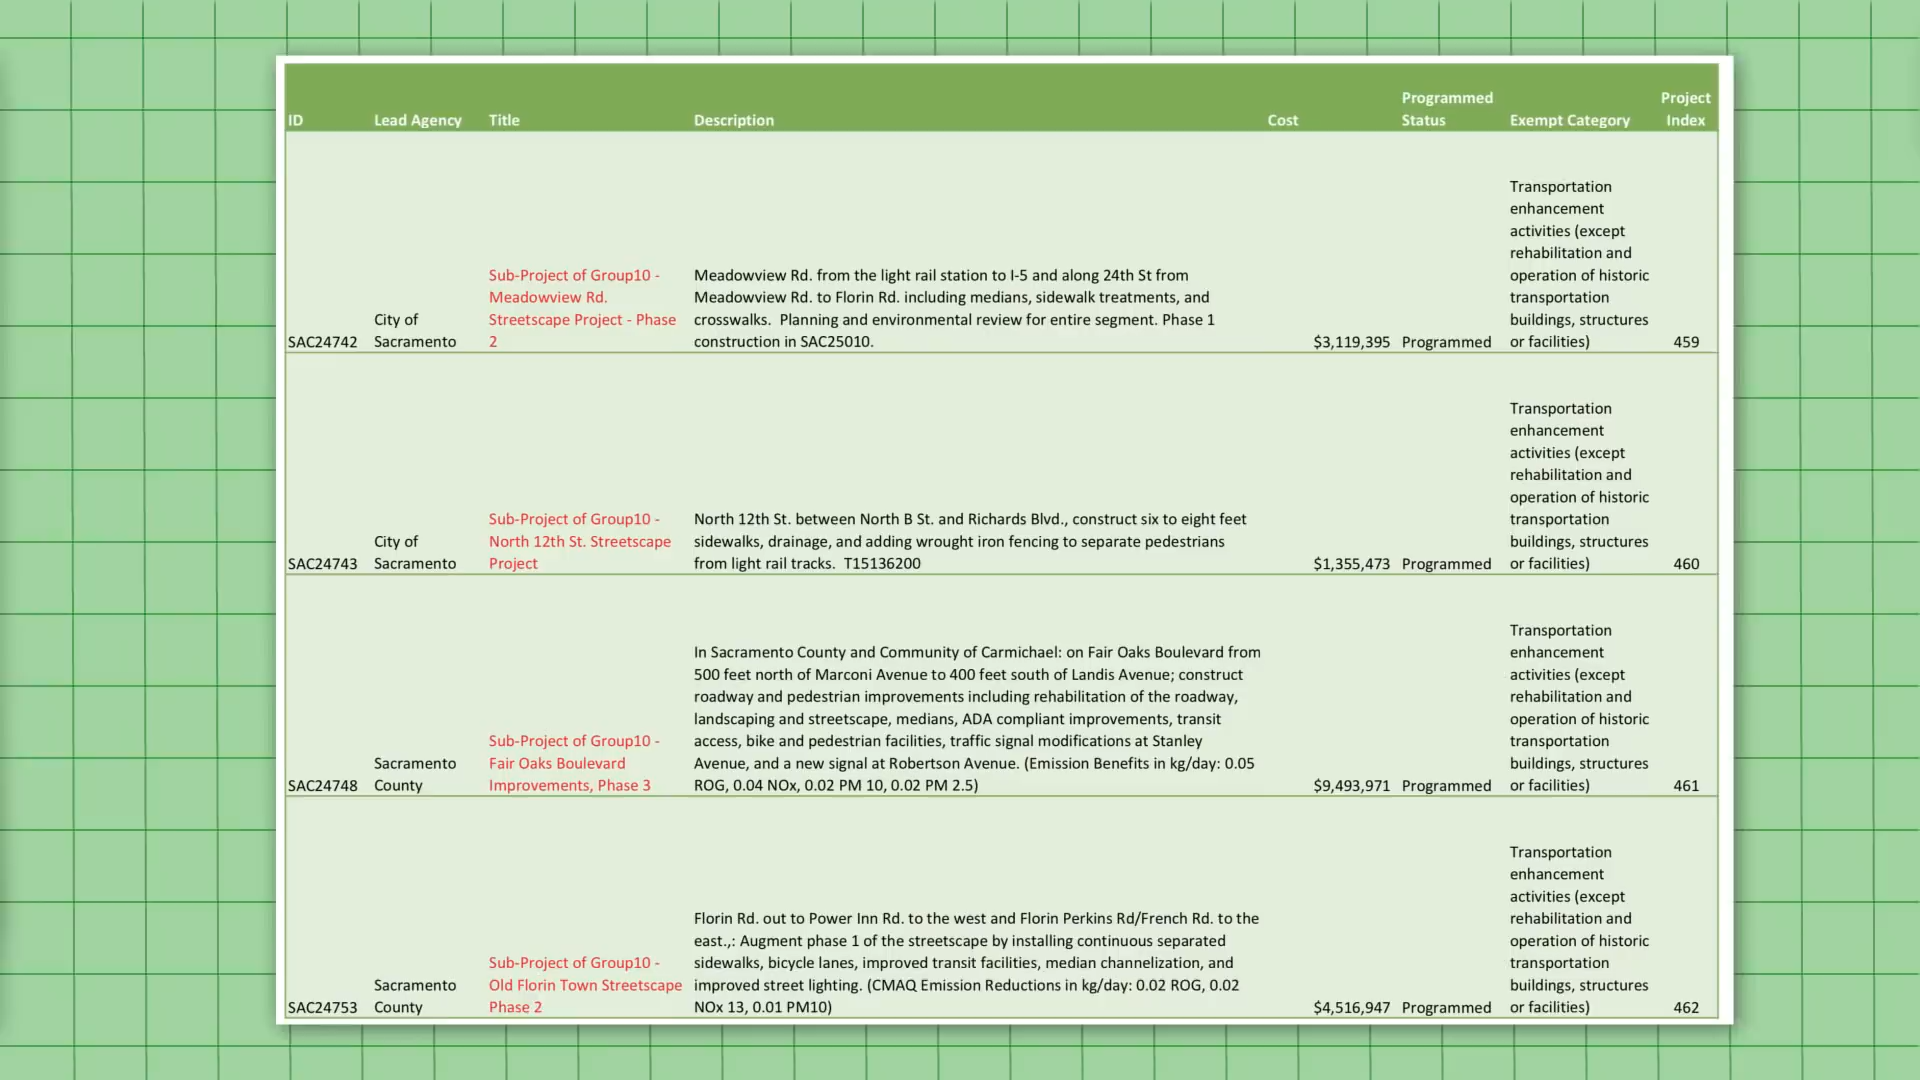 ID Lead Agency Title Description Cost Programmed Status Exempt Category Project Index
SAC24742
City of
Sacramento
Sub-Project of Group10 -
Meadowview Rd.
Streetscape Project - Phase
2
Meadowview Rd. from the light rail station to I-5 and along 24th St from
Meadowview Rd. to Florin Rd. including medians, sidewalk treatments, and
crosswalks.  Planning and environmental review for entire segment. Phase 1
construction in SAC25010.
$3,119,395
Programmed
Transportation
enhancement
activities (except
rehabilitation and
operation of historic
transportation
buildings, structures
or facilities)
459
SAC24743
City of
Sacramento
Sub-Project of Group10 -
North 12th St. Streetscape
Project
North 12th St. between North B St. and Richards Blvd., construct six to eight feet
sidewalks, drainage, and adding wrought iron fencing to separate pedestrians
from light rail tracks.  T15136200
$1,355,473
Programmed
Transportation
enhancement
activities (except
rehabilitation and
operation of historic
transportation
buildings, structures
or facilities)
460
SAC24748
Sacramento
County
Sub-Project of Group10 -
Fair Oaks Boulevard
Improvements, Phase 3
In Sacramento County and Community of Carmichael: on Fair Oaks Boulevard from
500 feet north of Marconi Avenue to 400 feet south of Landis Avenue; construct
roadway and pedestrian improvements including rehabilitation of the roadway,
landscaping and streetscape, medians, ADA compliant improvements, transit
access, bike and pedestrian facilities, traffic signal modifications at Stanley
Avenue, and a new signal at Robertson Avenue. (Emission Benefits in kg/day: 0.05
ROG, 0.04 NOx, 0.02 PM 10, 0.02 PM 2.5)
$9,493,971
Programmed
Transportation
enhancement
activities (except
rehabilitation and
operation of historic
transportation
buildings, structures
or facilities)
461
SAC24753
Sacramento
County
Sub-Project of Group10 -
Old Florin Town Streetscape
Phase 2
Florin Rd. out to Power Inn Rd. to the west and Florin Perkins Rd/French Rd. to the
east.,: Augment phase 1 of the streetscape by installing continuous separated
sidewalks, bicycle lanes, improved transit facilities, median channelization, and
improved street lighting. (CMAQ Emission Reductions in kg/day: 0.02 ROG, 0.02
NOx 13, 0.01 PM10)
$4,516,947
Programmed
Transportation
enhancement
activities (except
rehabilitation and
operation of historic
transportation
buildings, structures
or facilities)
462